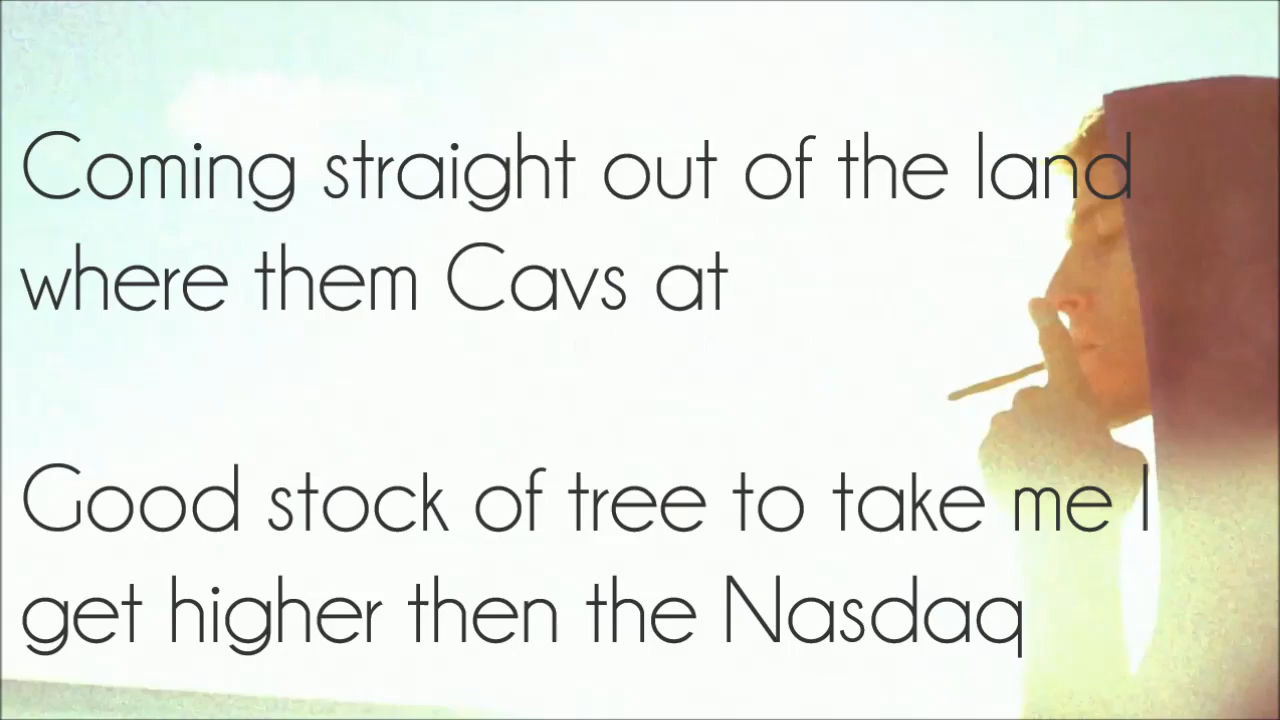 Coming straight out of the land
where them Cavs at
Good stock of tree to take me I
get higher then the Nasdaq